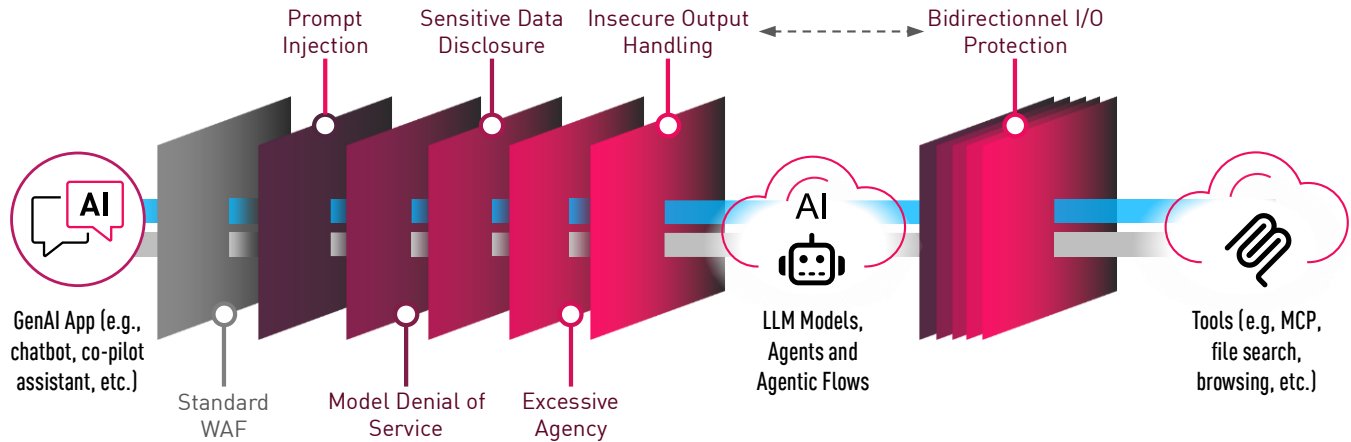 Prompt
Injection
Sensitive Data
Disclosure
Insecure Output
Handling
Bidirectionnel I/O
Protection
AI
AI
GenAI App (e.g.,
chatbot, co-pilot
assistant, etc.)
LLM Models,
Agents and
Agentic Flows
Tools (e.g, MCP,
file search,
browsing, etc.)
Standard
WAF
Model Denial of
Service
Excessive
Agency